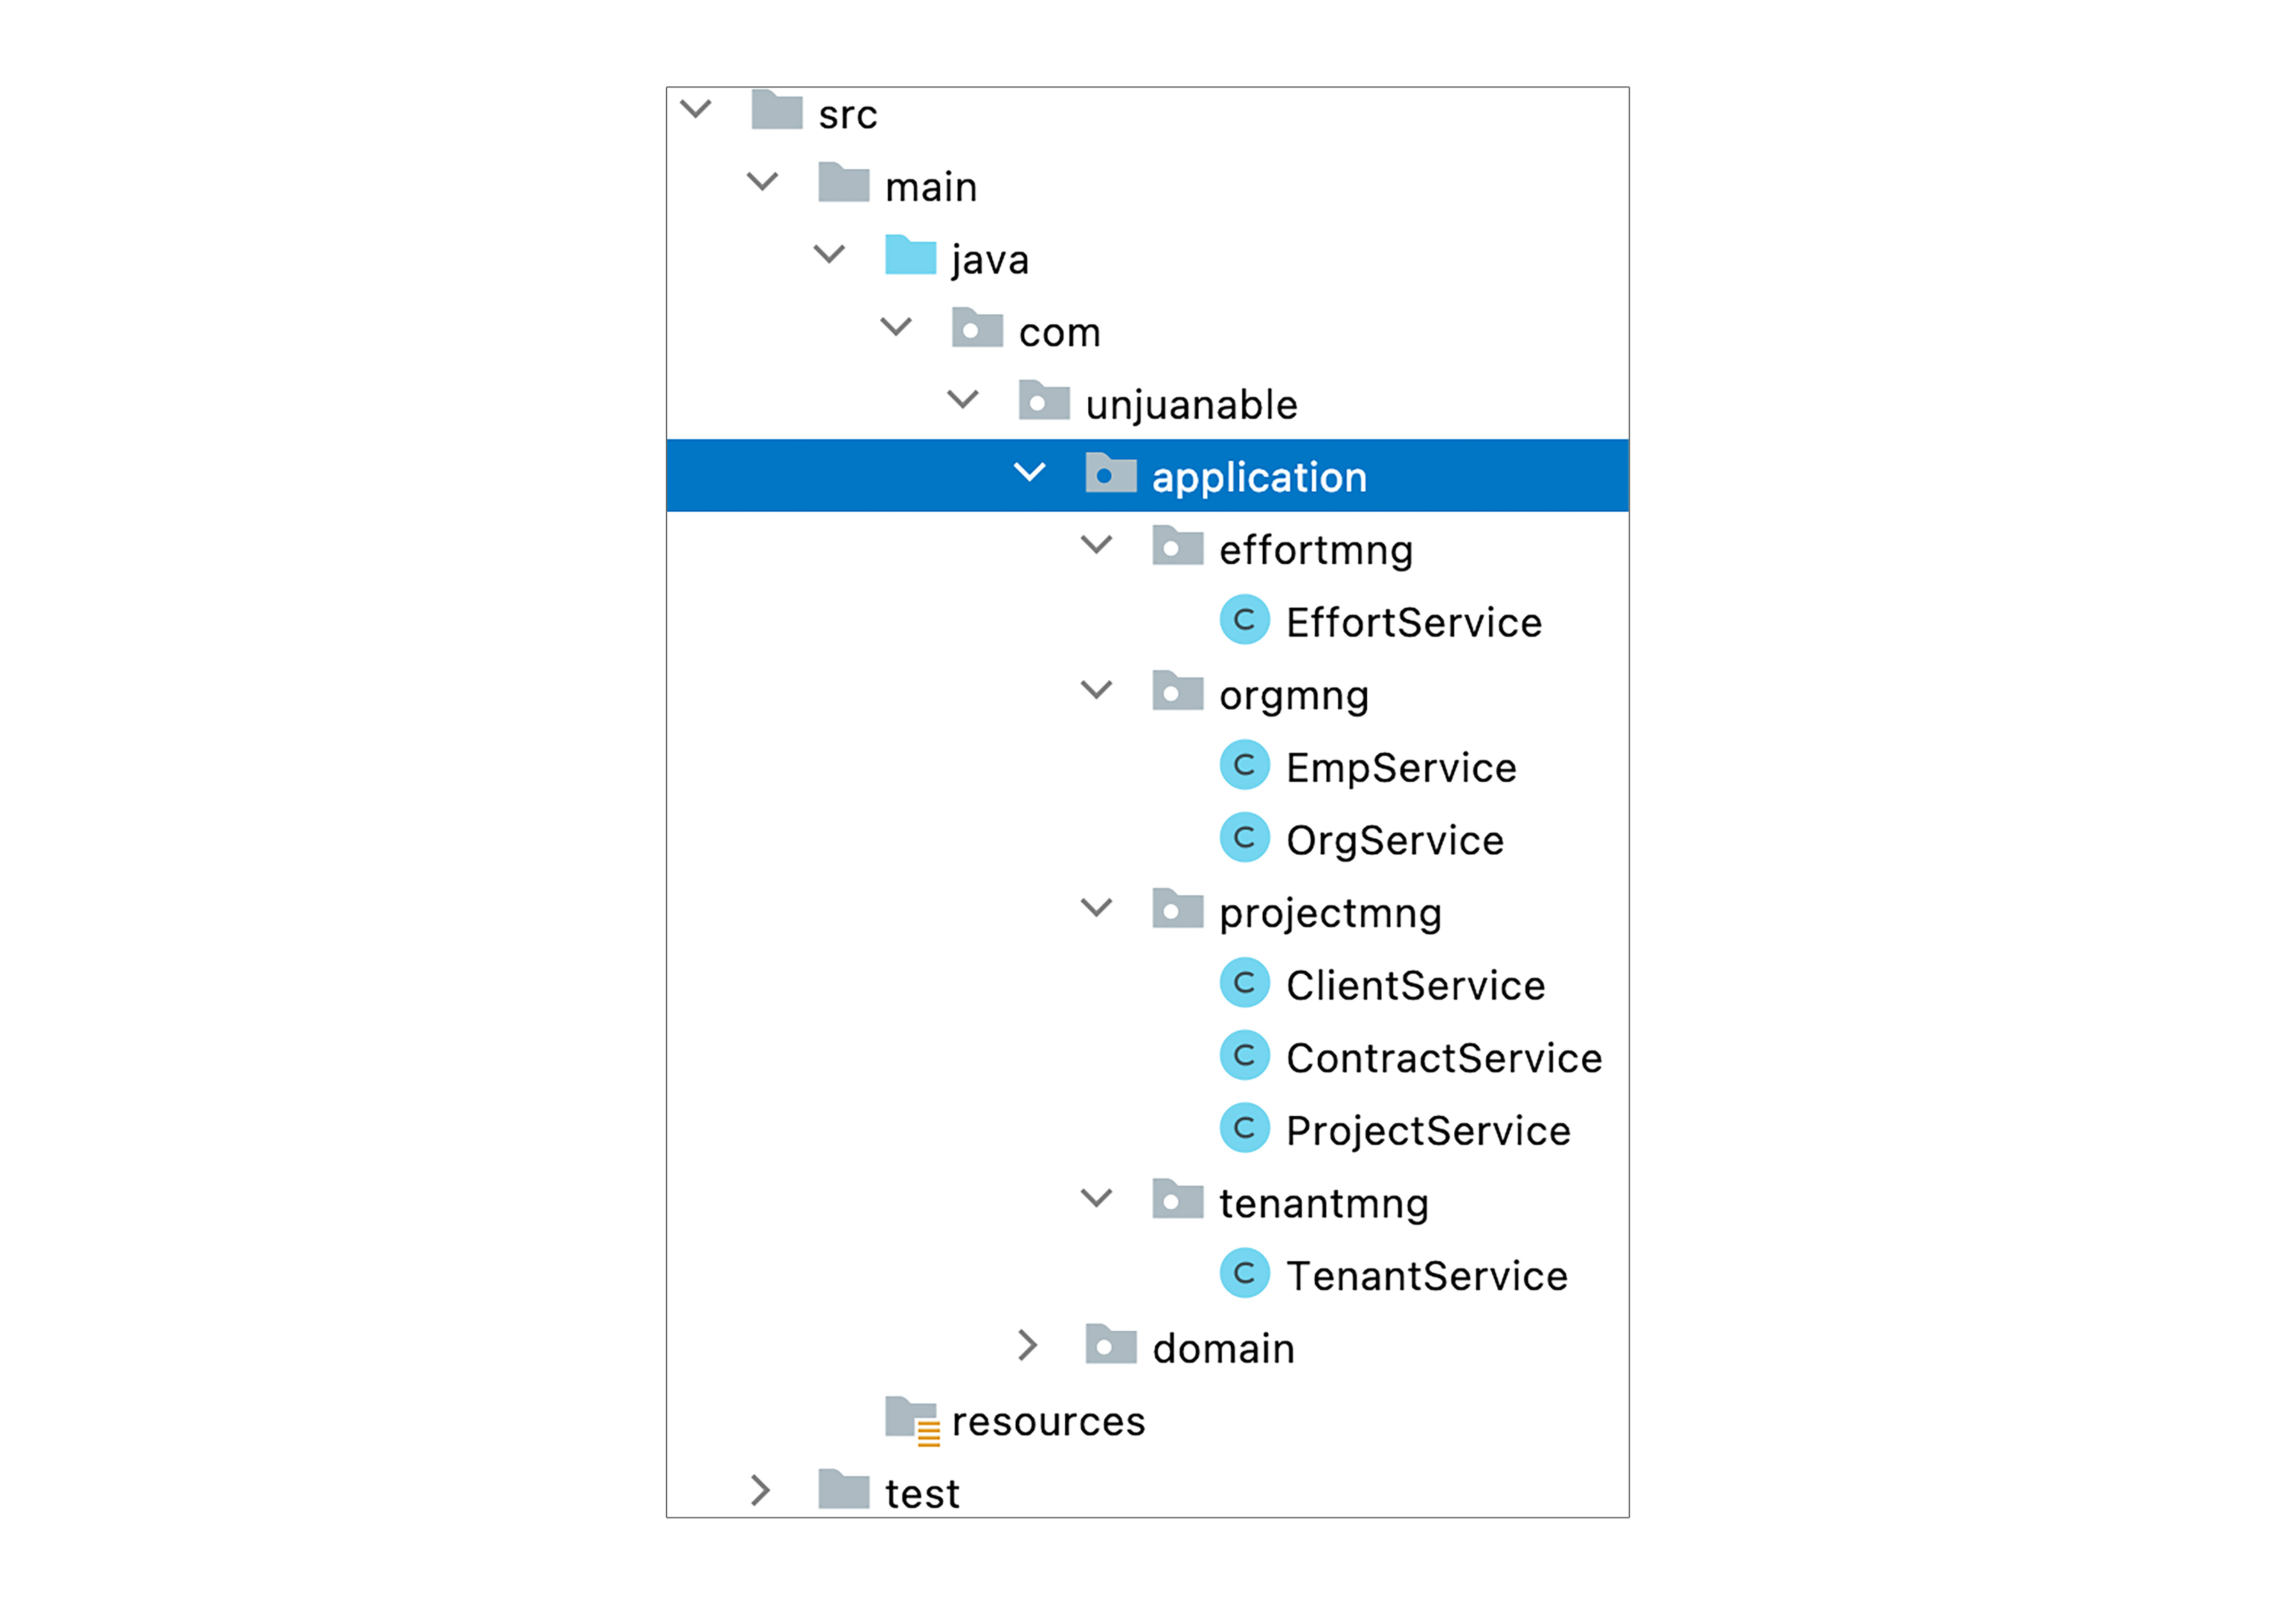 src
main
java
com
unjuanable
application
effortmng
C EffortService
orgmng
C EmpService
C OrgService
projectmng
C ClientService
C ContractService
C ProjectService
tenantmng
C TenantService
domain
resources
test